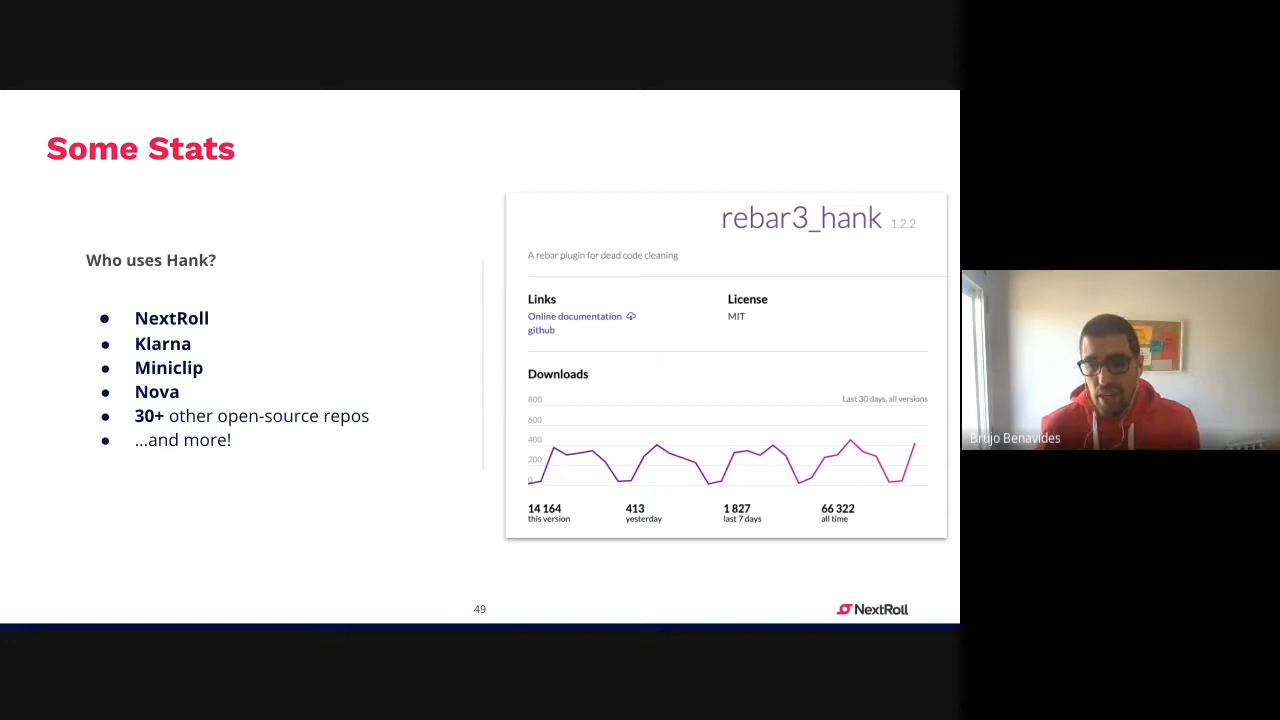 Some Stats
Who uses Hank?
● NextRoll
● Klarna
● Miniclip
● Nova
● 30+ other open-source repos
● ...and more!
rebar3_hank 1.2.2
A rebar plugin for dead code cleaning
Links
License
Online documentation
MIT
github
Downloads
Last 30 days, all versions
800
600
400
200
0
14 164
413
1 827
66 322
this version
yesterday
last 7 days
all time
49
NextRoll
Brujo Benavides